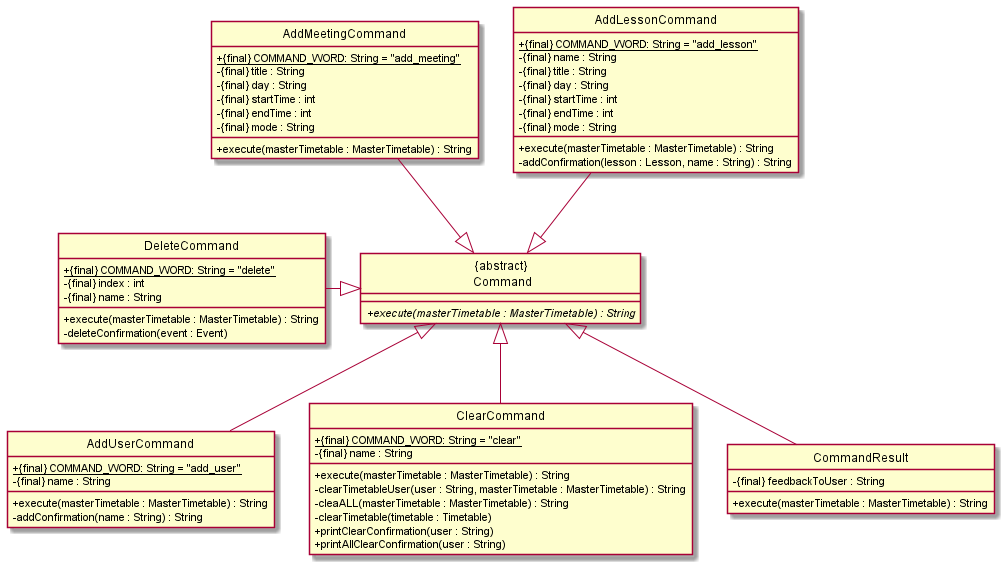 AddMeetingCommand
+{final} COMMAND_WORD: String = "add_meeting"
-{final} title : String
-{final} day : String
-{final} startTime : int
-{final} endTime : int
-{final} mode : String
+execute(masterTimetable : MasterTimetable) : String
AddLessonCommand
+{final} COMMAND_WORD: String = "add_lesson"
-{final} name : String
-{final} title : String
-{final} day : String
-{final} startTime : int
-{final} endTime : int
-{final} mode : String
+execute(masterTimetable : MasterTimetable) : String
-addConfirmation(lesson : Lesson, name : String) : String
DeleteCommand
+{final} COMMAND_WORD: String = "delete"
-{final} index : int
-{final} name : String
+execute(masterTimetable : MasterTimetable) : String
-deleteConfirmation(event : Event)
{abstract}
Command
+execute(masterTimetable : MasterTimetable) : String
AddUserCommand
+{final} COMMAND_WORD: String = "add_user"
-{final} name : String
+execute(masterTimetable : MasterTimetable) : String
-addConfirmation(name : String) : String
ClearCommand
+{final} COMMAND_WORD: String = "clear"
-{final} name : String
+execute(masterTimetable : MasterTimetable) : String
-clearTimetableUser(user : String, masterTimetable : MasterTimetable) : String
-cleaALL(masterTimetable : MasterTimetable) : String
-clearTimetable(timetable : Timetable)
+printClearConfirmation(user : String)
+printAllClearConfirmation(user : String)
CommandResult
-{final} feedbackToUser : String
+execute(masterTimetable : MasterTimetable) : String